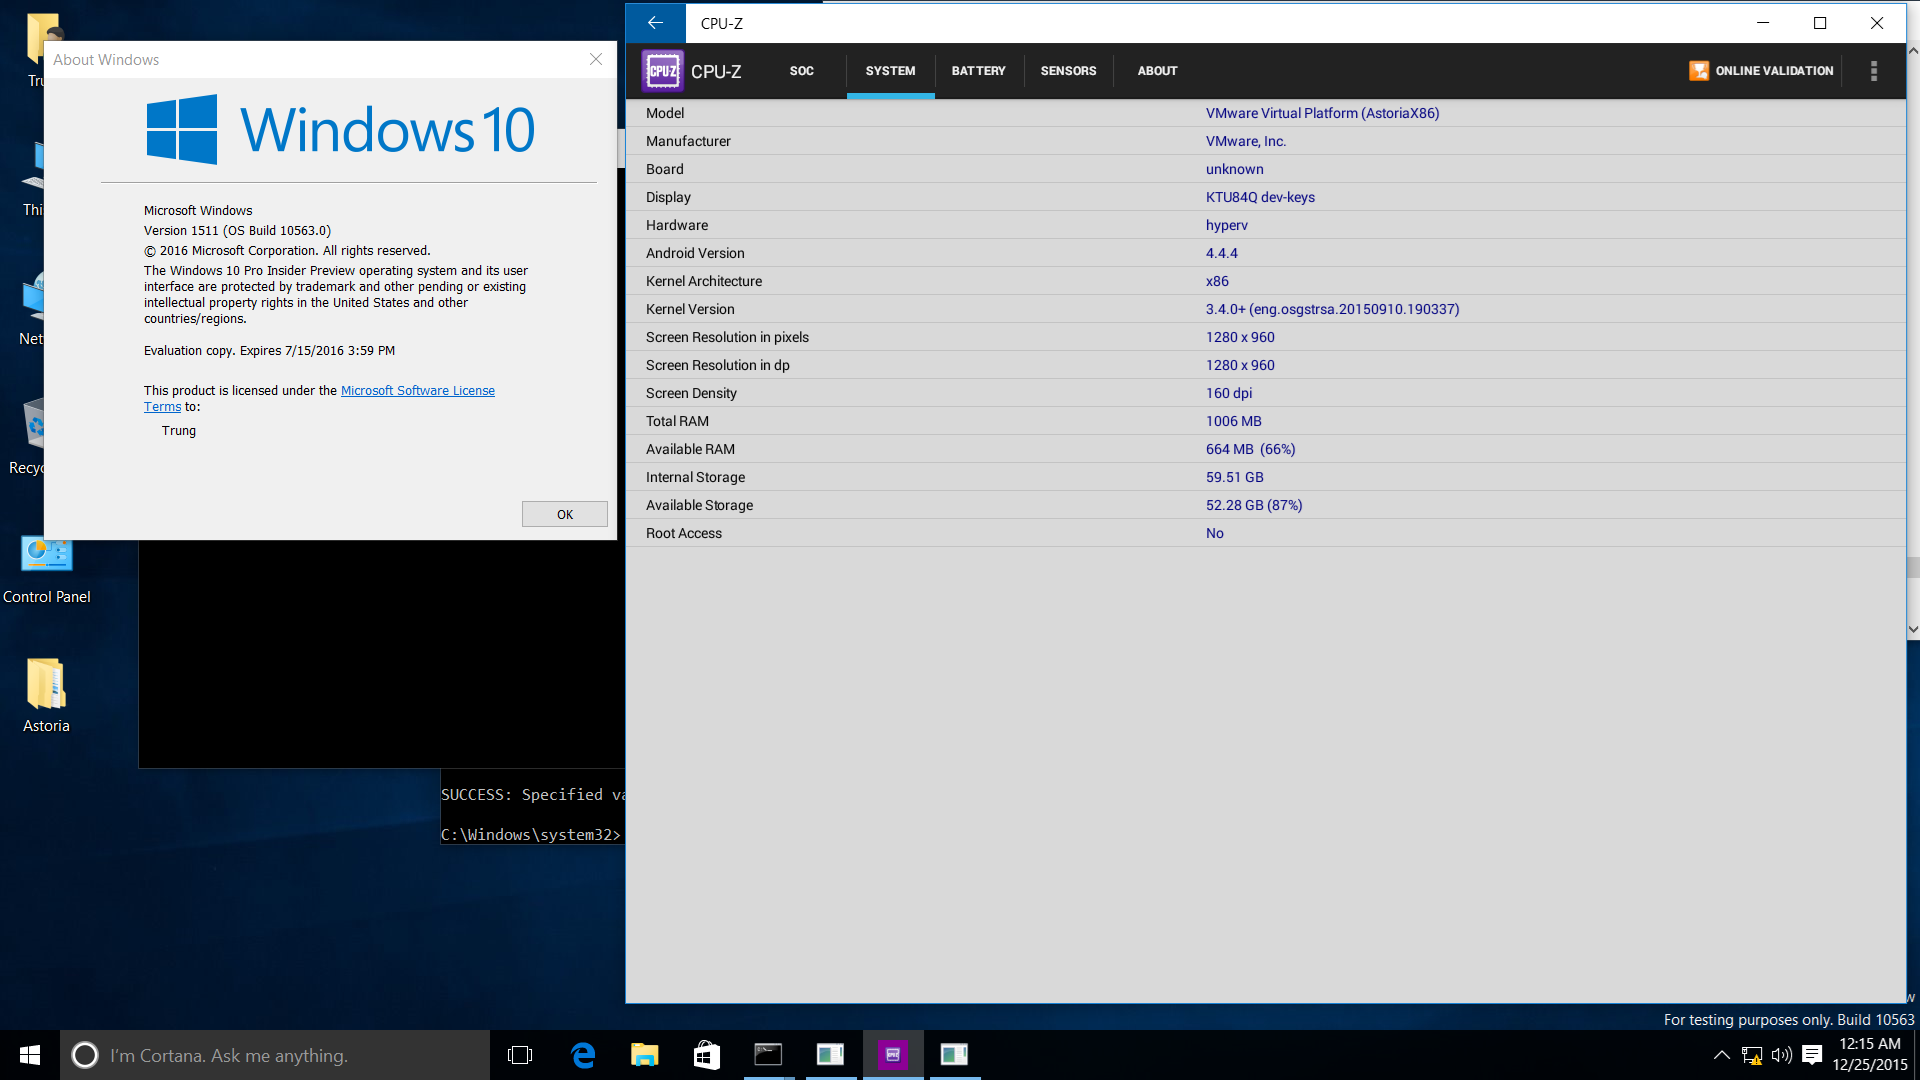 Tru
About Windows
Windows 10
Microsoft Windows
Version 1511 (OS Build 10563.0)
© 2016 Microsoft Corporation. All rights reserved.
The Windows 10 Pro Insider Preview operating system and its user
interface are protected by trademark and other pending or existing
intellectual property rights in the United States and other
countries/regions.
Evaluation copy. Expires 7/15/2016 3:59 PM
This product is licensed under the Microsoft Software License
Terms to:
Trung
OK
Thi
Net
Recyc
Control Panel
Astoria
SUCCESS: Specified va
C:\Windows\system32>
CPU-Z
CPU-Z CPU-Z SOC SYSTEM BATTERY SENSORS ABOUT ONLINE VALIDATION
Model VMware Virtual Platform (AstoriaX86)
Manufacturer VMware, Inc.
Board unknown
Display KTU84Q dev-keys
Hardware hyperv
Android Version 4.4.4
Kernel Architecture x86
Kernel Version 3.4.0+ (eng.osgstrsa.20150910.190337)
Screen Resolution in pixels 1280 x 960
Screen Resolution in dp 1280 x 960
Screen Density 160 dpi
Total RAM 1006 MB
Available RAM 664 MB (66%)
Internal Storage 59.51 GB
Available Storage 52.28 GB (87%)
Root Access No
w
For testing purposes only. Build 10563
I'm Cortana. Ask me anything.
12:15 AM
12/25/2015